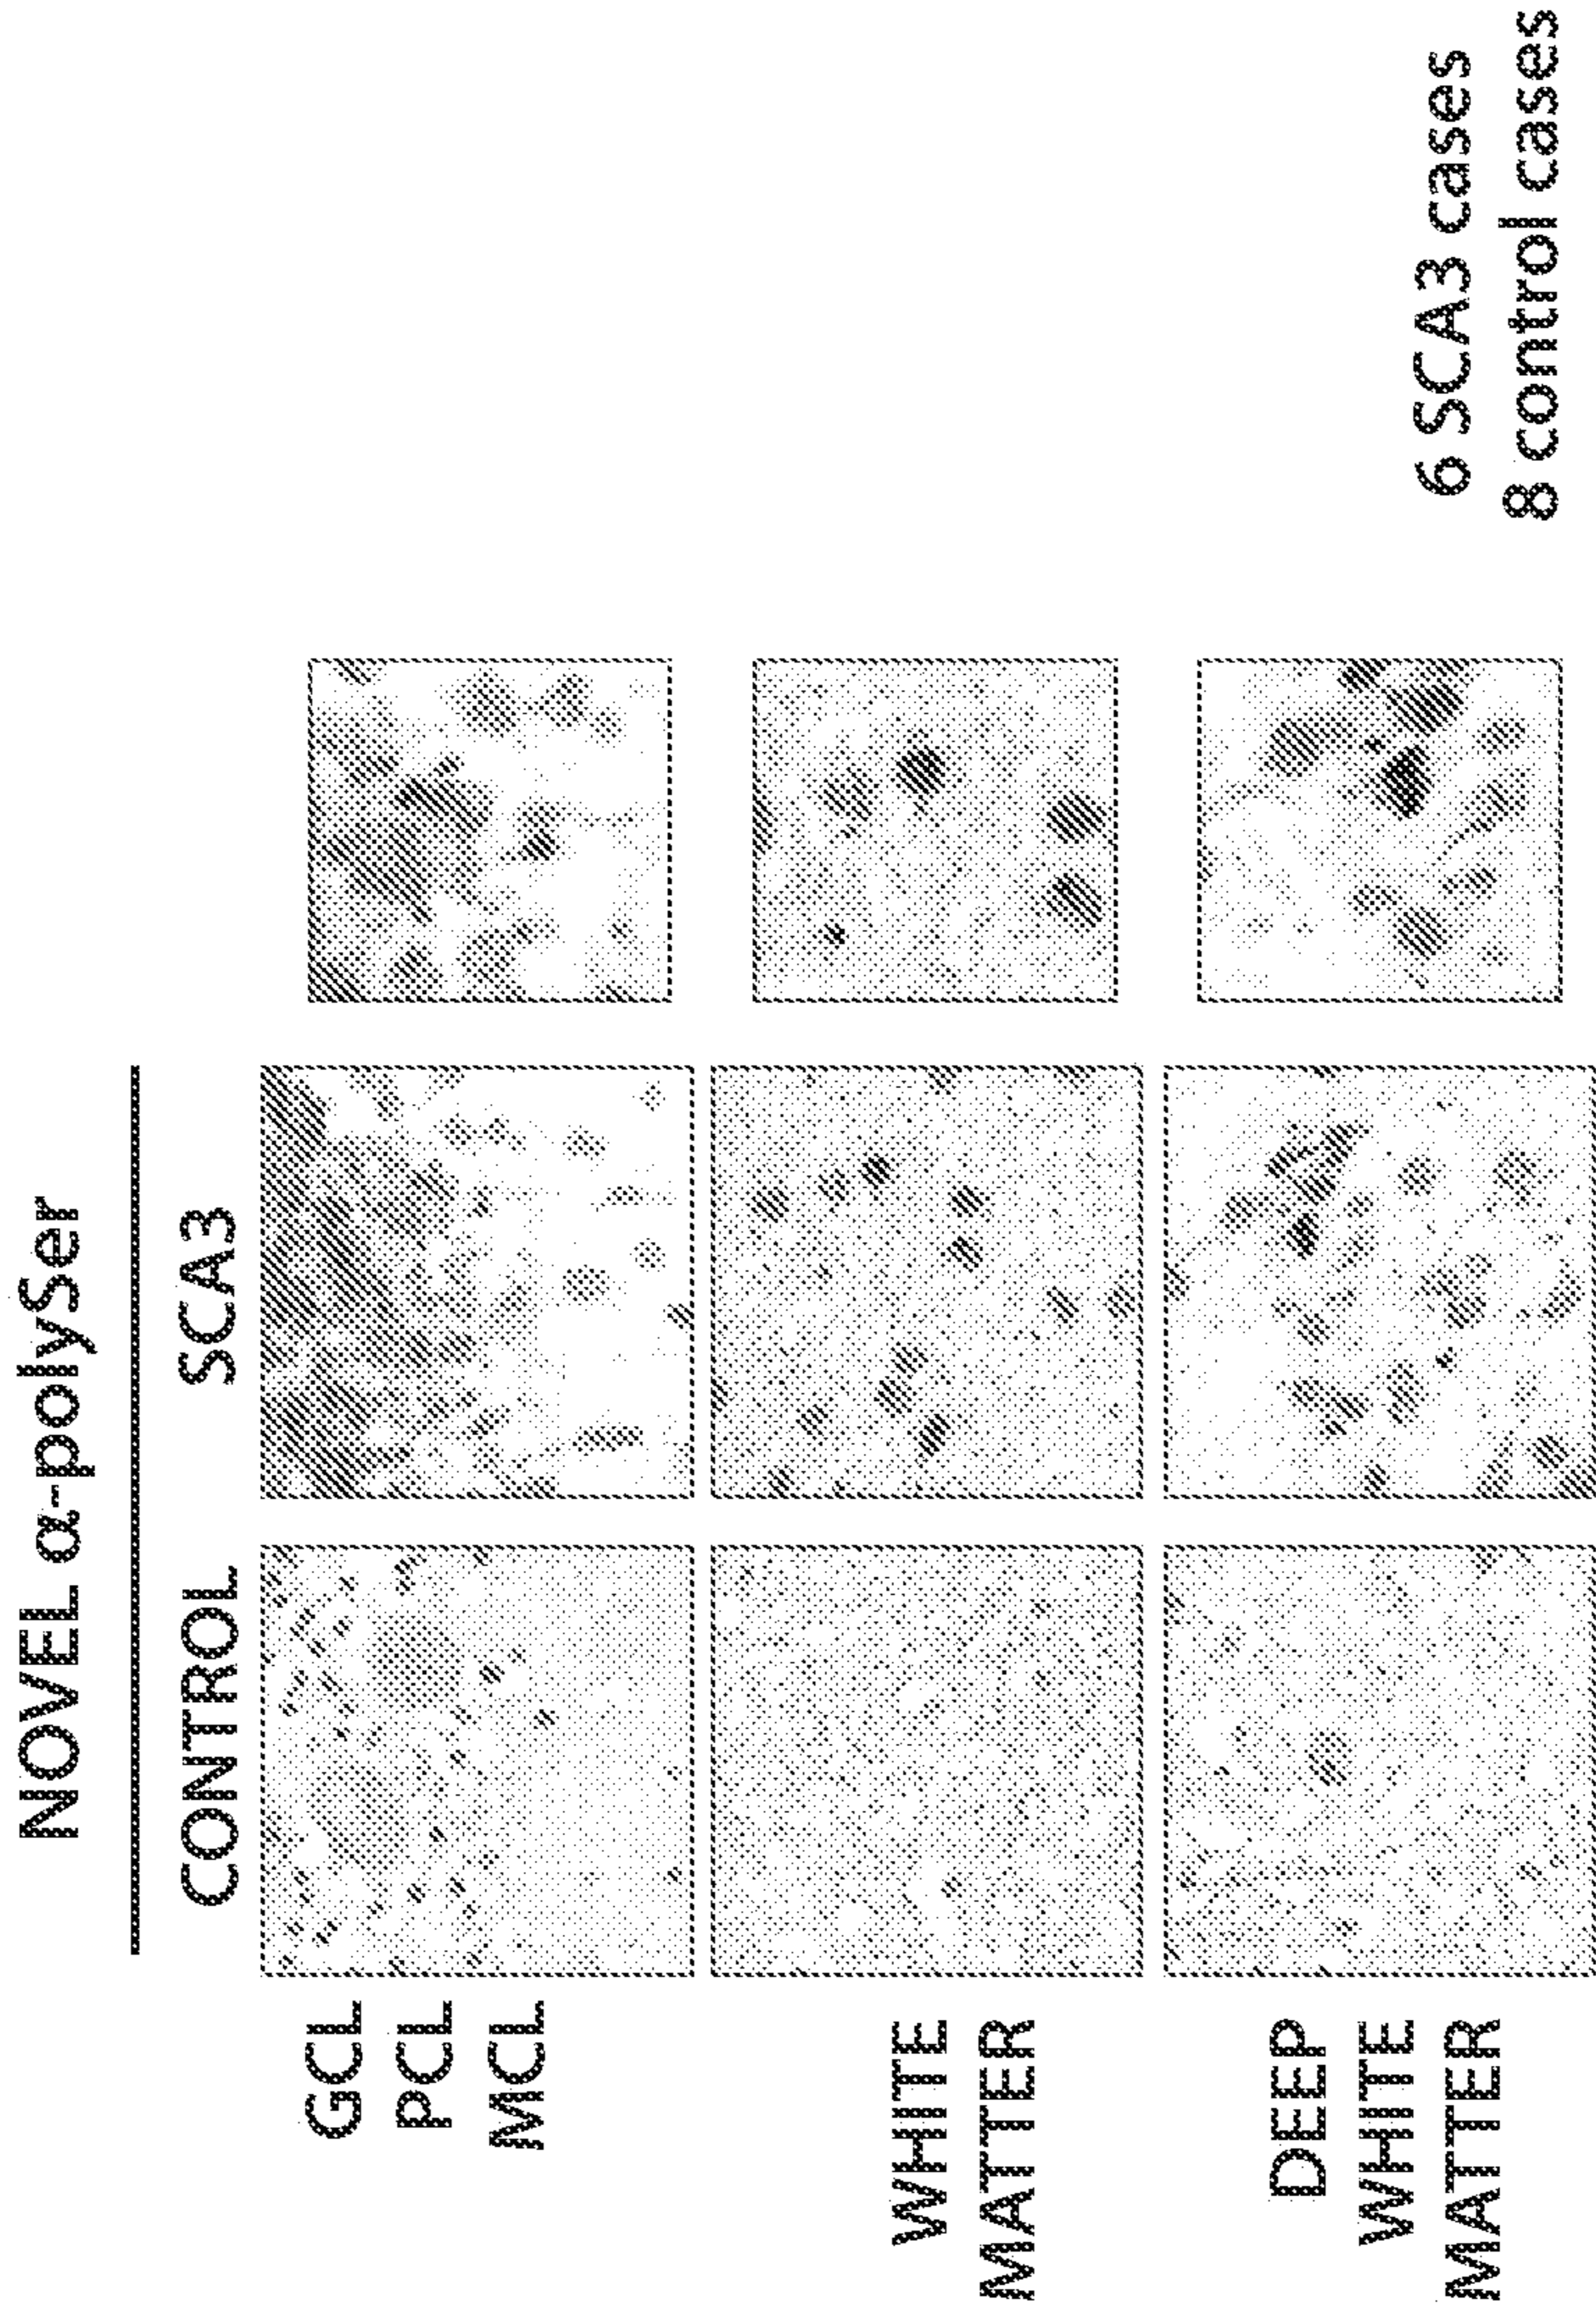 NOVEL α-polySer
CONTROL
SCA3
GCL
PCL
MCL
WHITE
MATTER
DEEP
WHITE
MATTER
6 SCA3 cases
8 control cases